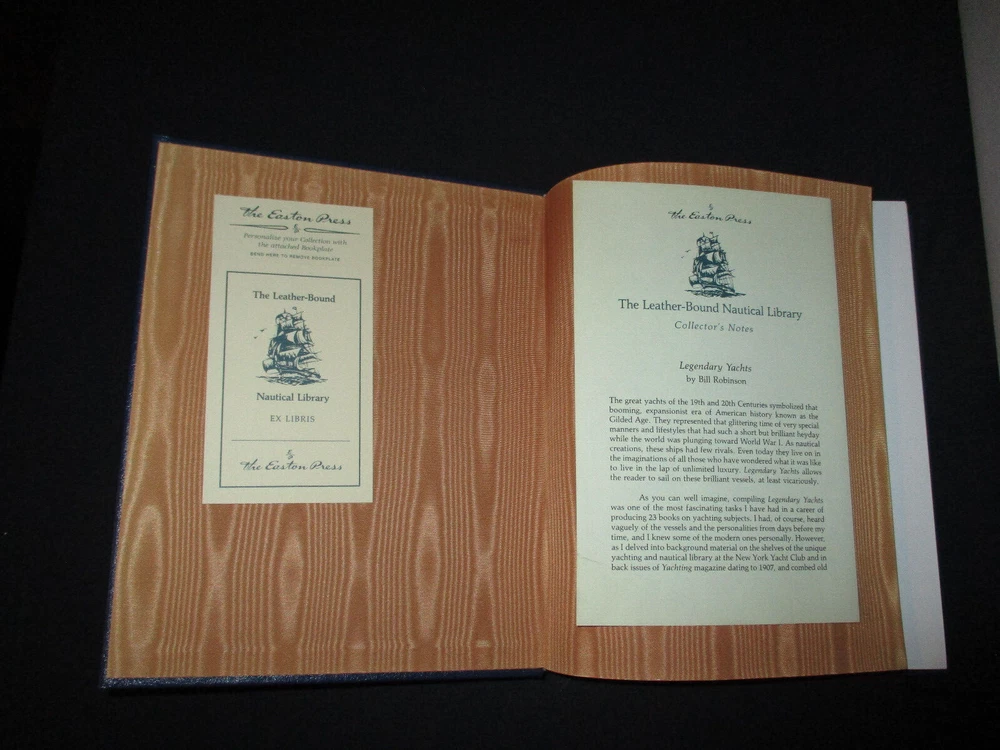 The Easton Press
Personalize your Collection with
the attached Bookplate
BEND HERE TO REMOVE BOOKPLATE
The Leather-Bound
Nautical Library
EX LIBRIS
The Easton Press
The Easton Press
The Leather-Bound Nautical Library
Collector's Notes
Legendary Yachts
by Bill Robinson
The great yachts of the 19th and 20th Centuries symbolized that
booming, expansionist era of American history known as the
Gilded Age. They represented that glittering time of very special
manners and lifestyles that had such a short but brilliant heyday
while the world was plunging toward World War I. As nautical
creations, these ships had few rivals. Even today they live on in
the imaginations of all those who have wondered what it was like
to live in the lap of unlimited luxury. Legendary Yachts allows
the reader to sail on these brilliant vessels, at least vicariously.
As you can well imagine, compiling Legendary Yachts
was one of the most fascinating tasks I have had in a career of
producing 23 books on yachting subjects. I had, of course, heard
vaguely of the vessels and the personalities from days before my
time, and I knew some of the modern ones personally. However,
as I delved into background material on the shelves of the unique
yachting and nautical library at the New York Yacht Club and in
back issues of Yachting magazine dating to 1907, and combed old